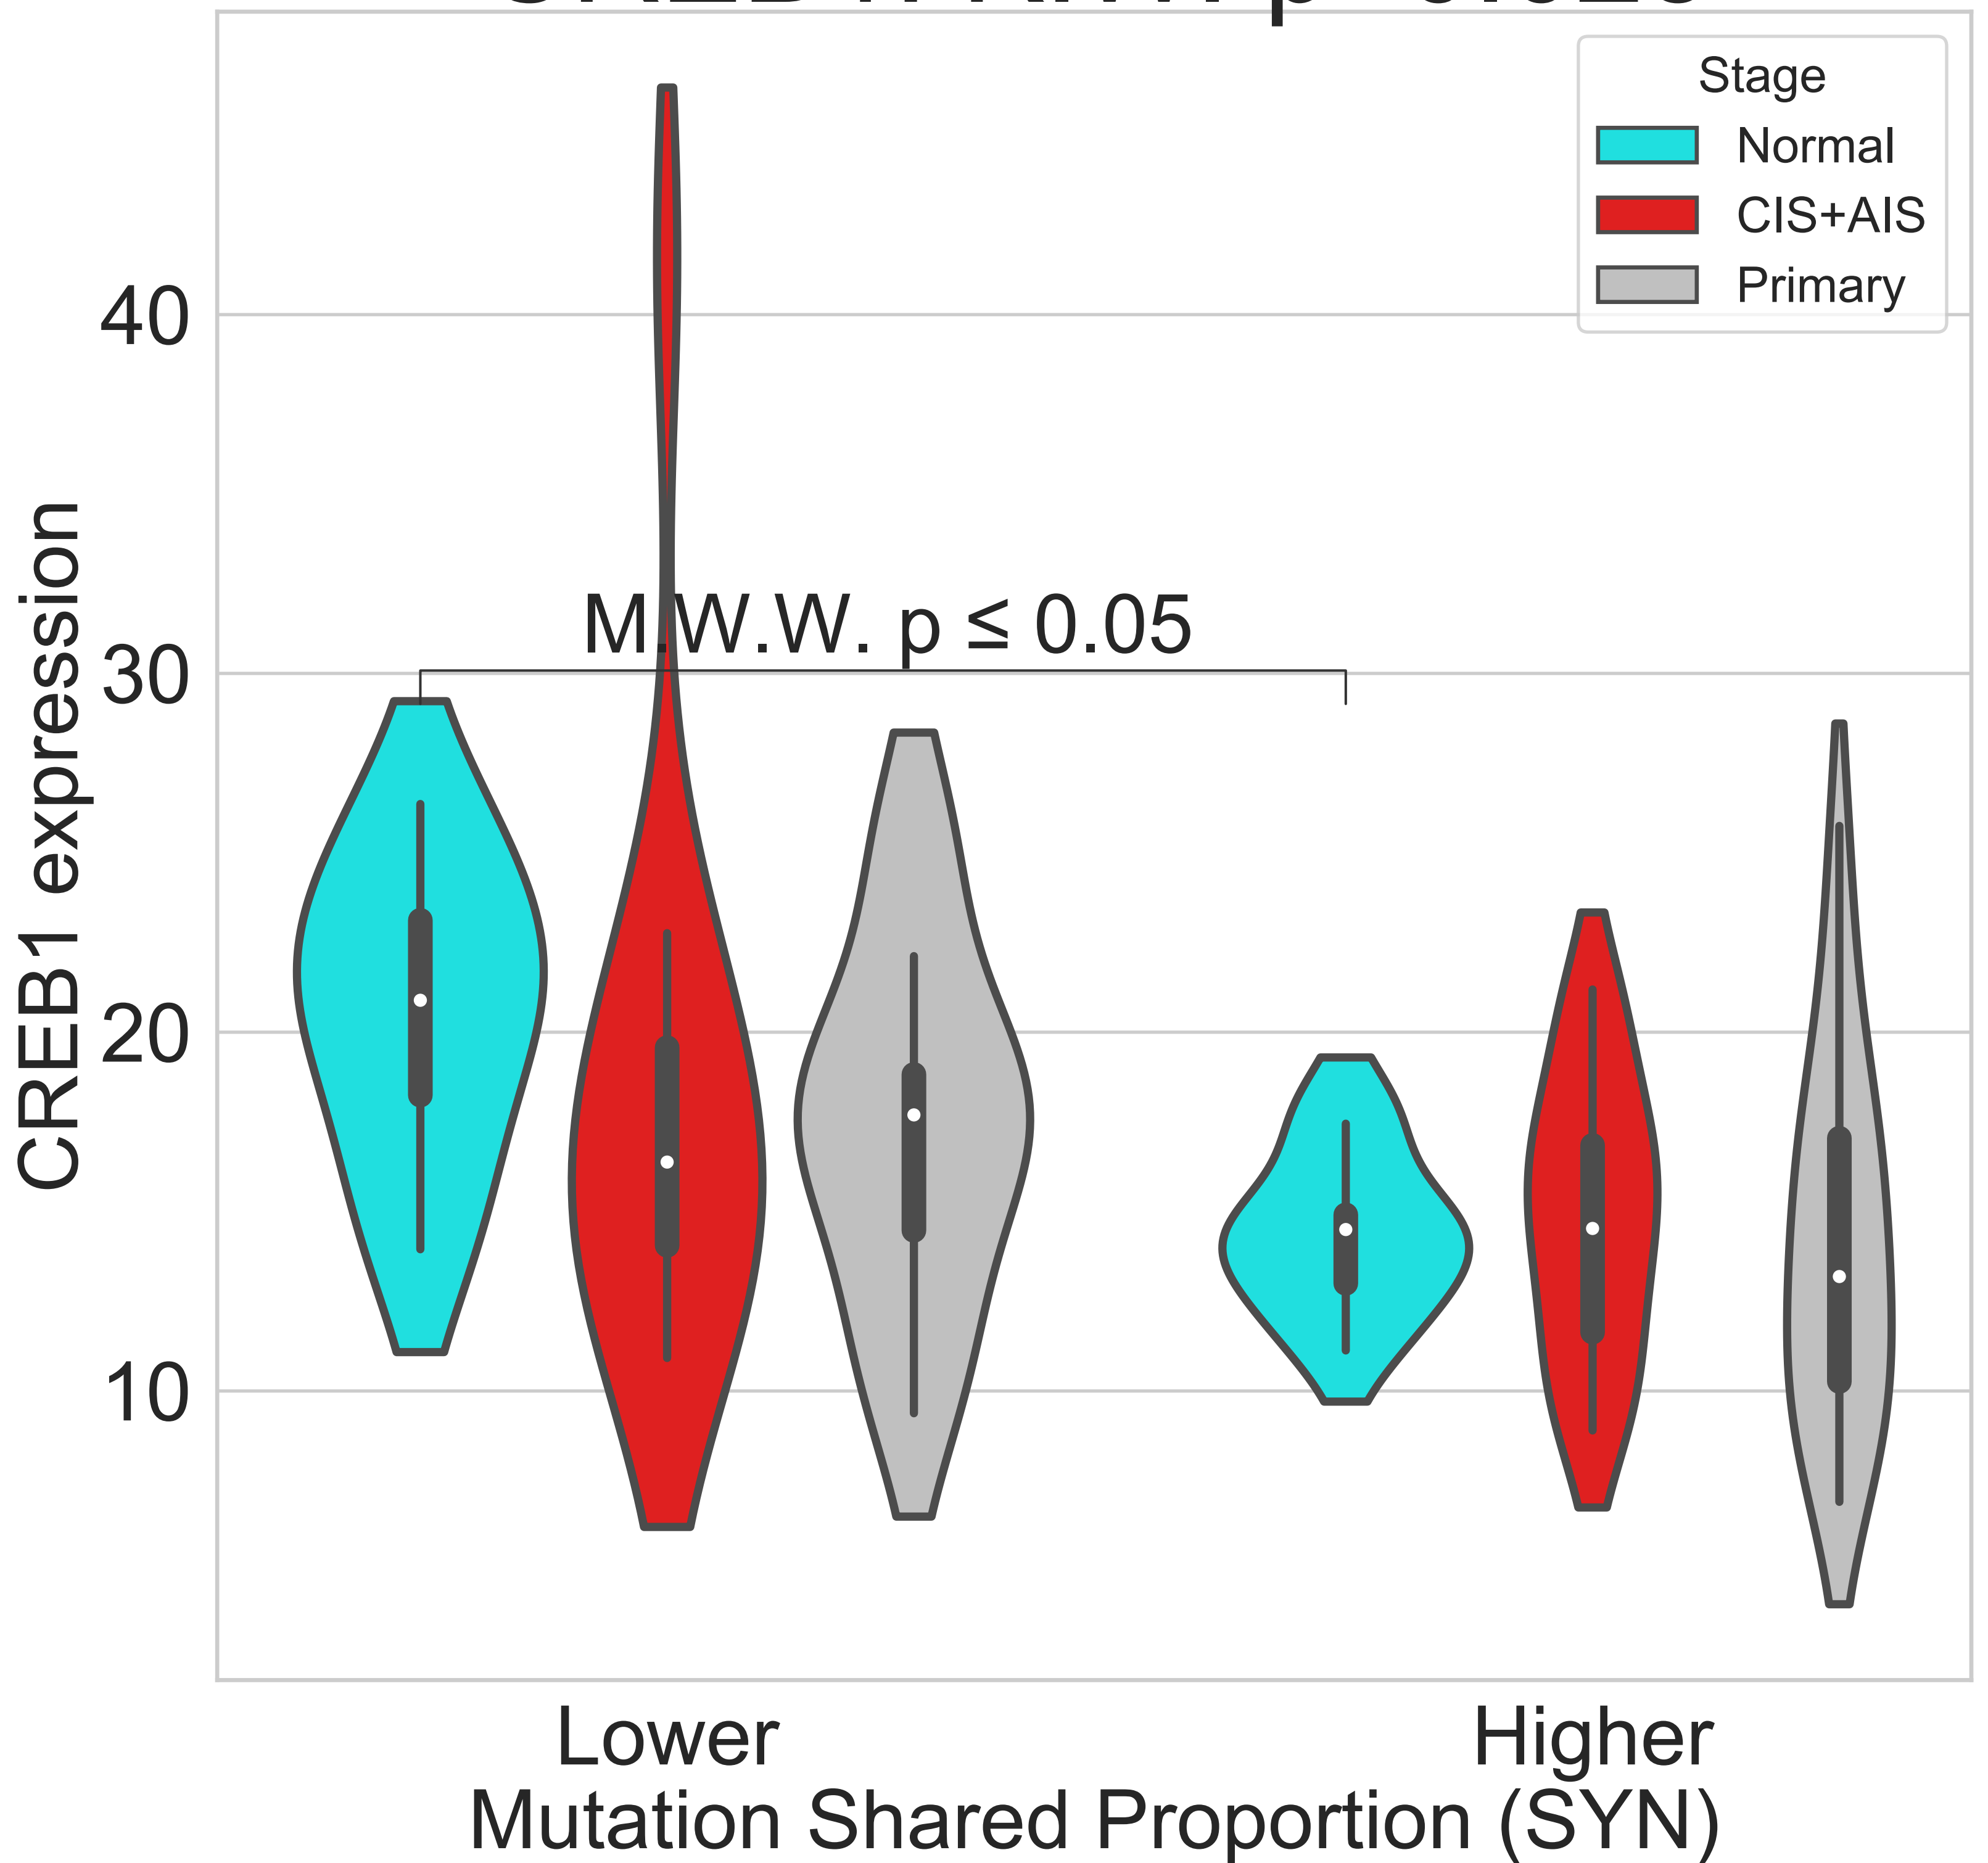 Stage
Normal
CIS+AIS
Primary
40
30
20
10
CREB1 expression
M.W.W. p ≤ 0.05
Lower
Higher
Mutation Shared Proportion (SYN)